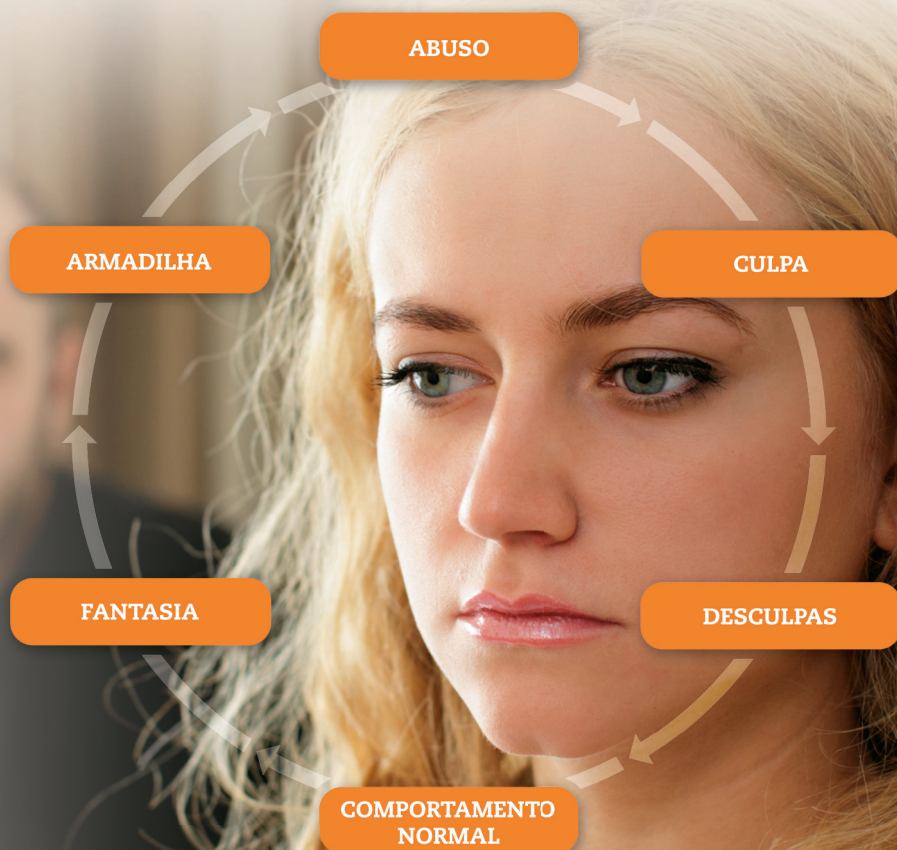 ABUSO
ARMADILHA
CULPA
FANTASIA
DESCULPAS
COMPORTAMENTO
NORMAL